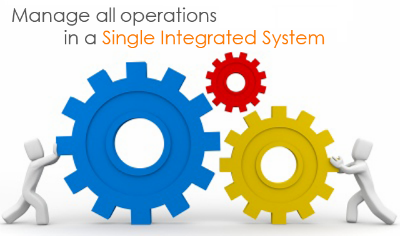 Manage all operations
in a Single Integrated System